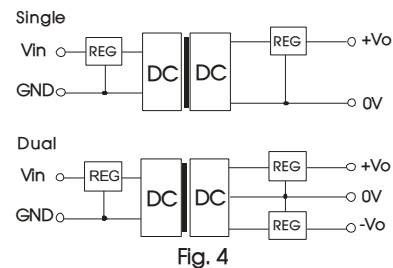 Single
Vin REG DC DC REG +Vo
GND 0V
Dual
Vin REG DC DC REG +Vo
0V
GND REG -Vo
Fig. 4